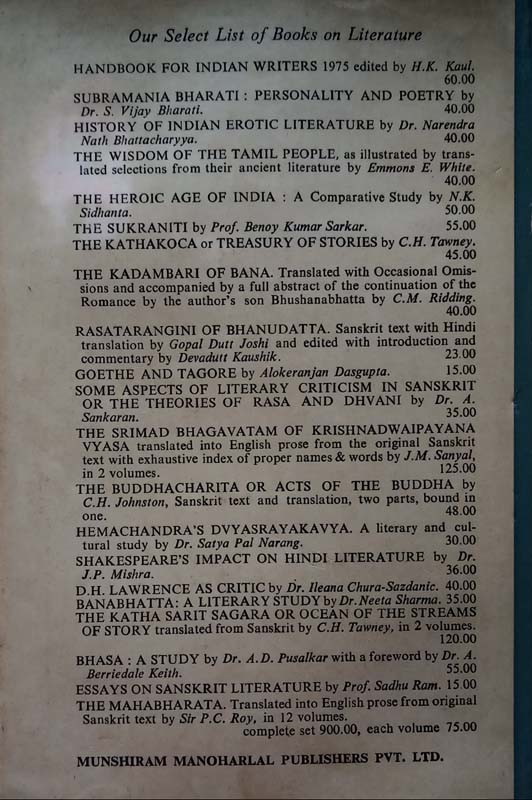 Our Select List of Books on Literature
HANDBOOK FOR INDIAN WRITERS 1975 edited by H.K. Kaul.
60.00
SUBRAMANIA BHARATI : PERSONALITY AND POETRY by
Dr. S. Vijay Bharati. 40.00
HISTORY OF INDIAN EROTIC LITERATURE by Dr. Narendra
Nath Bhattacharyya. 40.00
THE WISDOM OF THE TAMIL PEOPLE, as illustrated by trans-
lated selections from their ancient literature by Emmons E. White.
40.00
THE HEROIC AGE OF INDIA : A Comparative Study by N.K.
Sidhanta. 50.00
THE SUKRANITI by Prof. Benoy Kumar Sarkar. 55.00
THE KATHAKOCA or TREASURY OF STORIES by C.H. Tawney.
45.00
THE KADAMBARI OF BANA. Translated with Occasional Omis-
sions and accompanied by a full abstract of the continuation of the
Romance by the author's son Bhushanabhatta by C.M. Ridding.
40.00
RASATARANGINI OF BHANUDATTA. Sanskrit text with Hindi
translation by Gopal Dutt Joshi and edited with introduction and
commentary by Devadutt Kaushik. 23.00
GOETHE AND TAGORE by Alokeranjan Dasgupta. 15.00
SOME ASPECTS OF LITERARY CRITICISM IN SANSKRIT
OR THE THEORIES OF RASA AND DHVANI by Dr. A.
Sankaran. 35.00
THE SRIMAD BHAGAVATAM OF KRISHNADWAIPAYANA
VYASA translated into English prose from the original Sanskrit
text with exhaustive index of proper names & words by J.M. Sanyal,
in 2 volumes. 125.00
THE BUDDHACHARITA OR ACTS OF THE BUDDHA by
C.H. Johnston, Sanskrit text and translation, two parts, bound in
one. 48.00
HEMACHANDRA'S DVYASRAYAKAVYA. A literary and cul-
tural study by Dr. Satya Pal Narang. 30.00
SHAKESPEARE'S IMPACT ON HINDI LITERATURE by Dr.
J.P. Mishra. 36.00
D.H. LAWRENCE AS CRITIC by Dr. Ileana Chura-Sazdanic. 40.00
BANABHATTA: A LITERARY STUDY by Dr. Neeta Sharma. 35.00
THE KATHA SARIT SAGARA OR OCEAN OF THE STREAMS
OF STORY translated from Sanskrit by C.H. Tawney, in 2 volumes.
120.00
BHASA : A STUDY by Dr. A.D. Pusalkar with a foreword by Dr. A.
Berriedale Keith. 55.00
ESSAYS ON SANSKRIT LITERATURE by Prof. Sadhu Ram. 15.00
THE MAHABHARATA. Translated into English prose from original
Sanskrit text by Sir P.C. Roy, in 12 volumes.
complete set 900.00, each volume 75.00
MUNSHIRAM MANOHARLAL PUBLISHERS PVT. LTD.